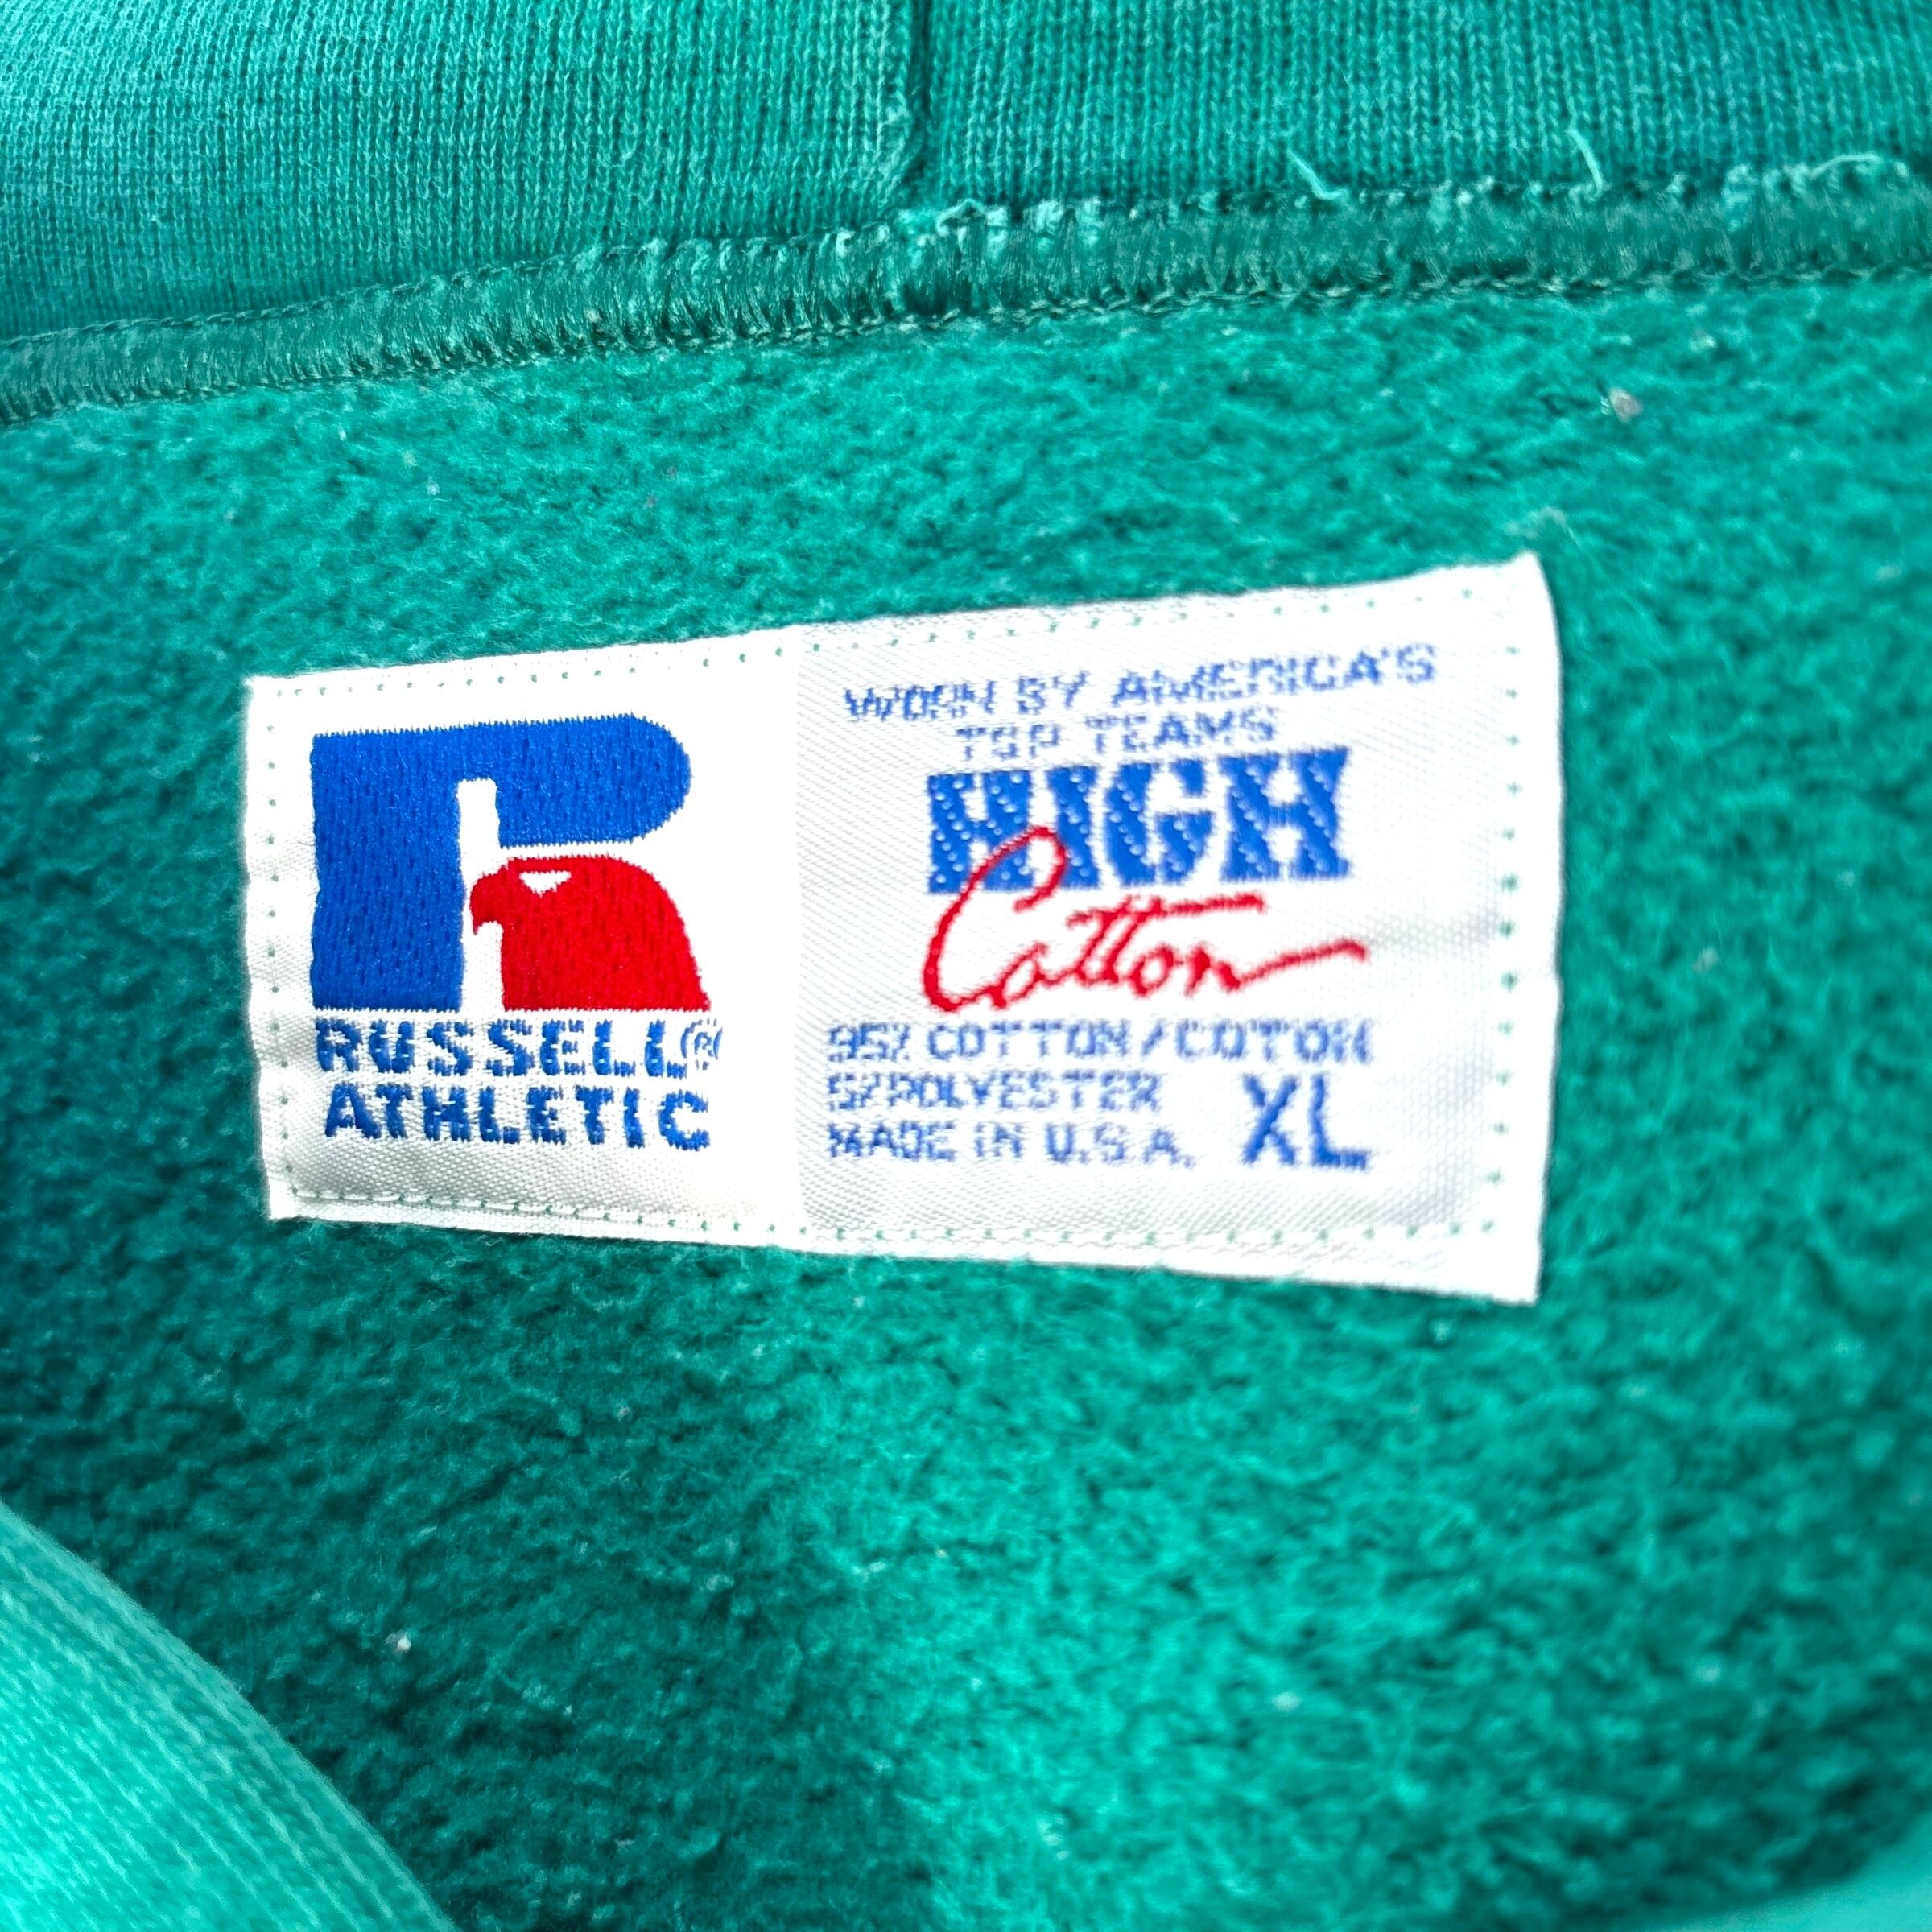 RUSSELL®
ATHLETIC
WORN BY AMERICA'S
TOP TEAMS
HIGH
Cotton
95% COTTON/COTON
5% POLYESTER
MADE IN U.S.A. XL